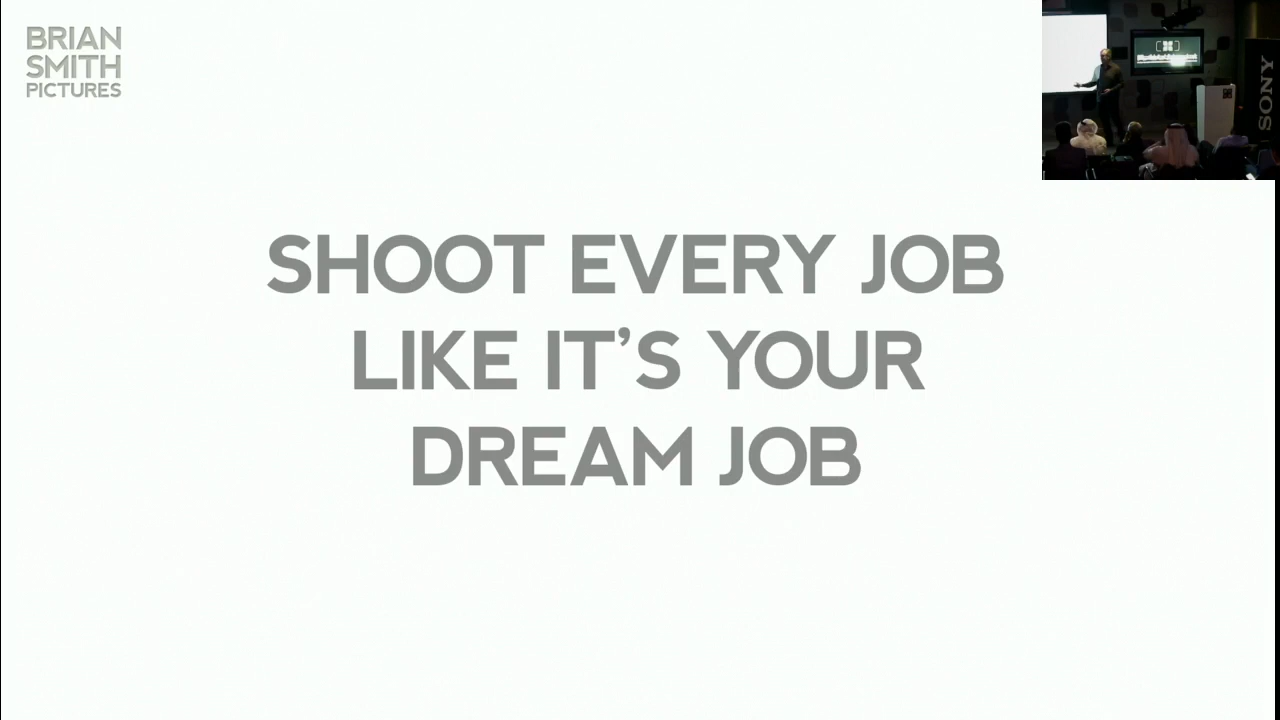 BRIAN
SMITH
PICTURES
SHOOT EVERY JOB
LIKE IT’S YOUR
DREAM JOB
SONY